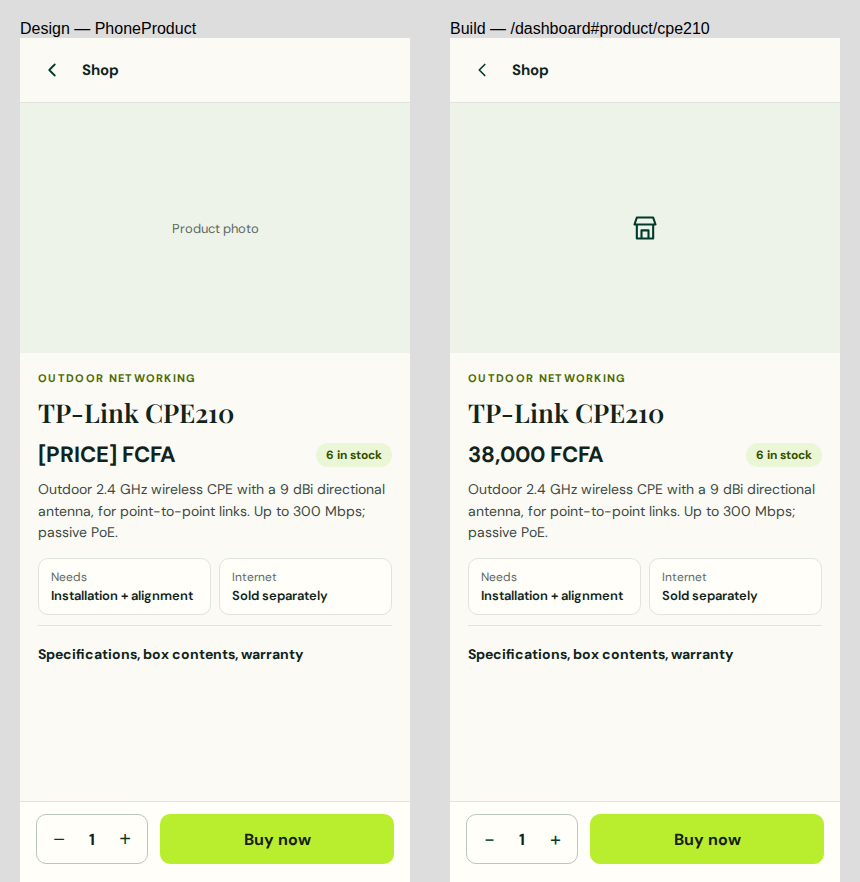 Design — PhoneProduct
Shop
Product photo
OUTDOOR NETWORKING
TP-Link CPE210
[PRICE] FCFA
6 in stock
Outdoor 2.4 GHz wireless CPE with a 9 dBi directional
antenna, for point-to-point links. Up to 300 Mbps;
passive PoE.
Needs
Installation + alignment
Internet
Sold separately
Specifications, box contents, warranty
− 1 +
Buy now
Build — /dashboard#product/cpe210
Shop
OUTDOOR NETWORKING
TP-Link CPE210
38,000 FCFA
6 in stock
Outdoor 2.4 GHz wireless CPE with a 9 dBi directional
antenna, for point-to-point links. Up to 300 Mbps;
passive PoE.
Needs
Installation + alignment
Internet
Sold separately
Specifications, box contents, warranty
− 1 +
Buy now